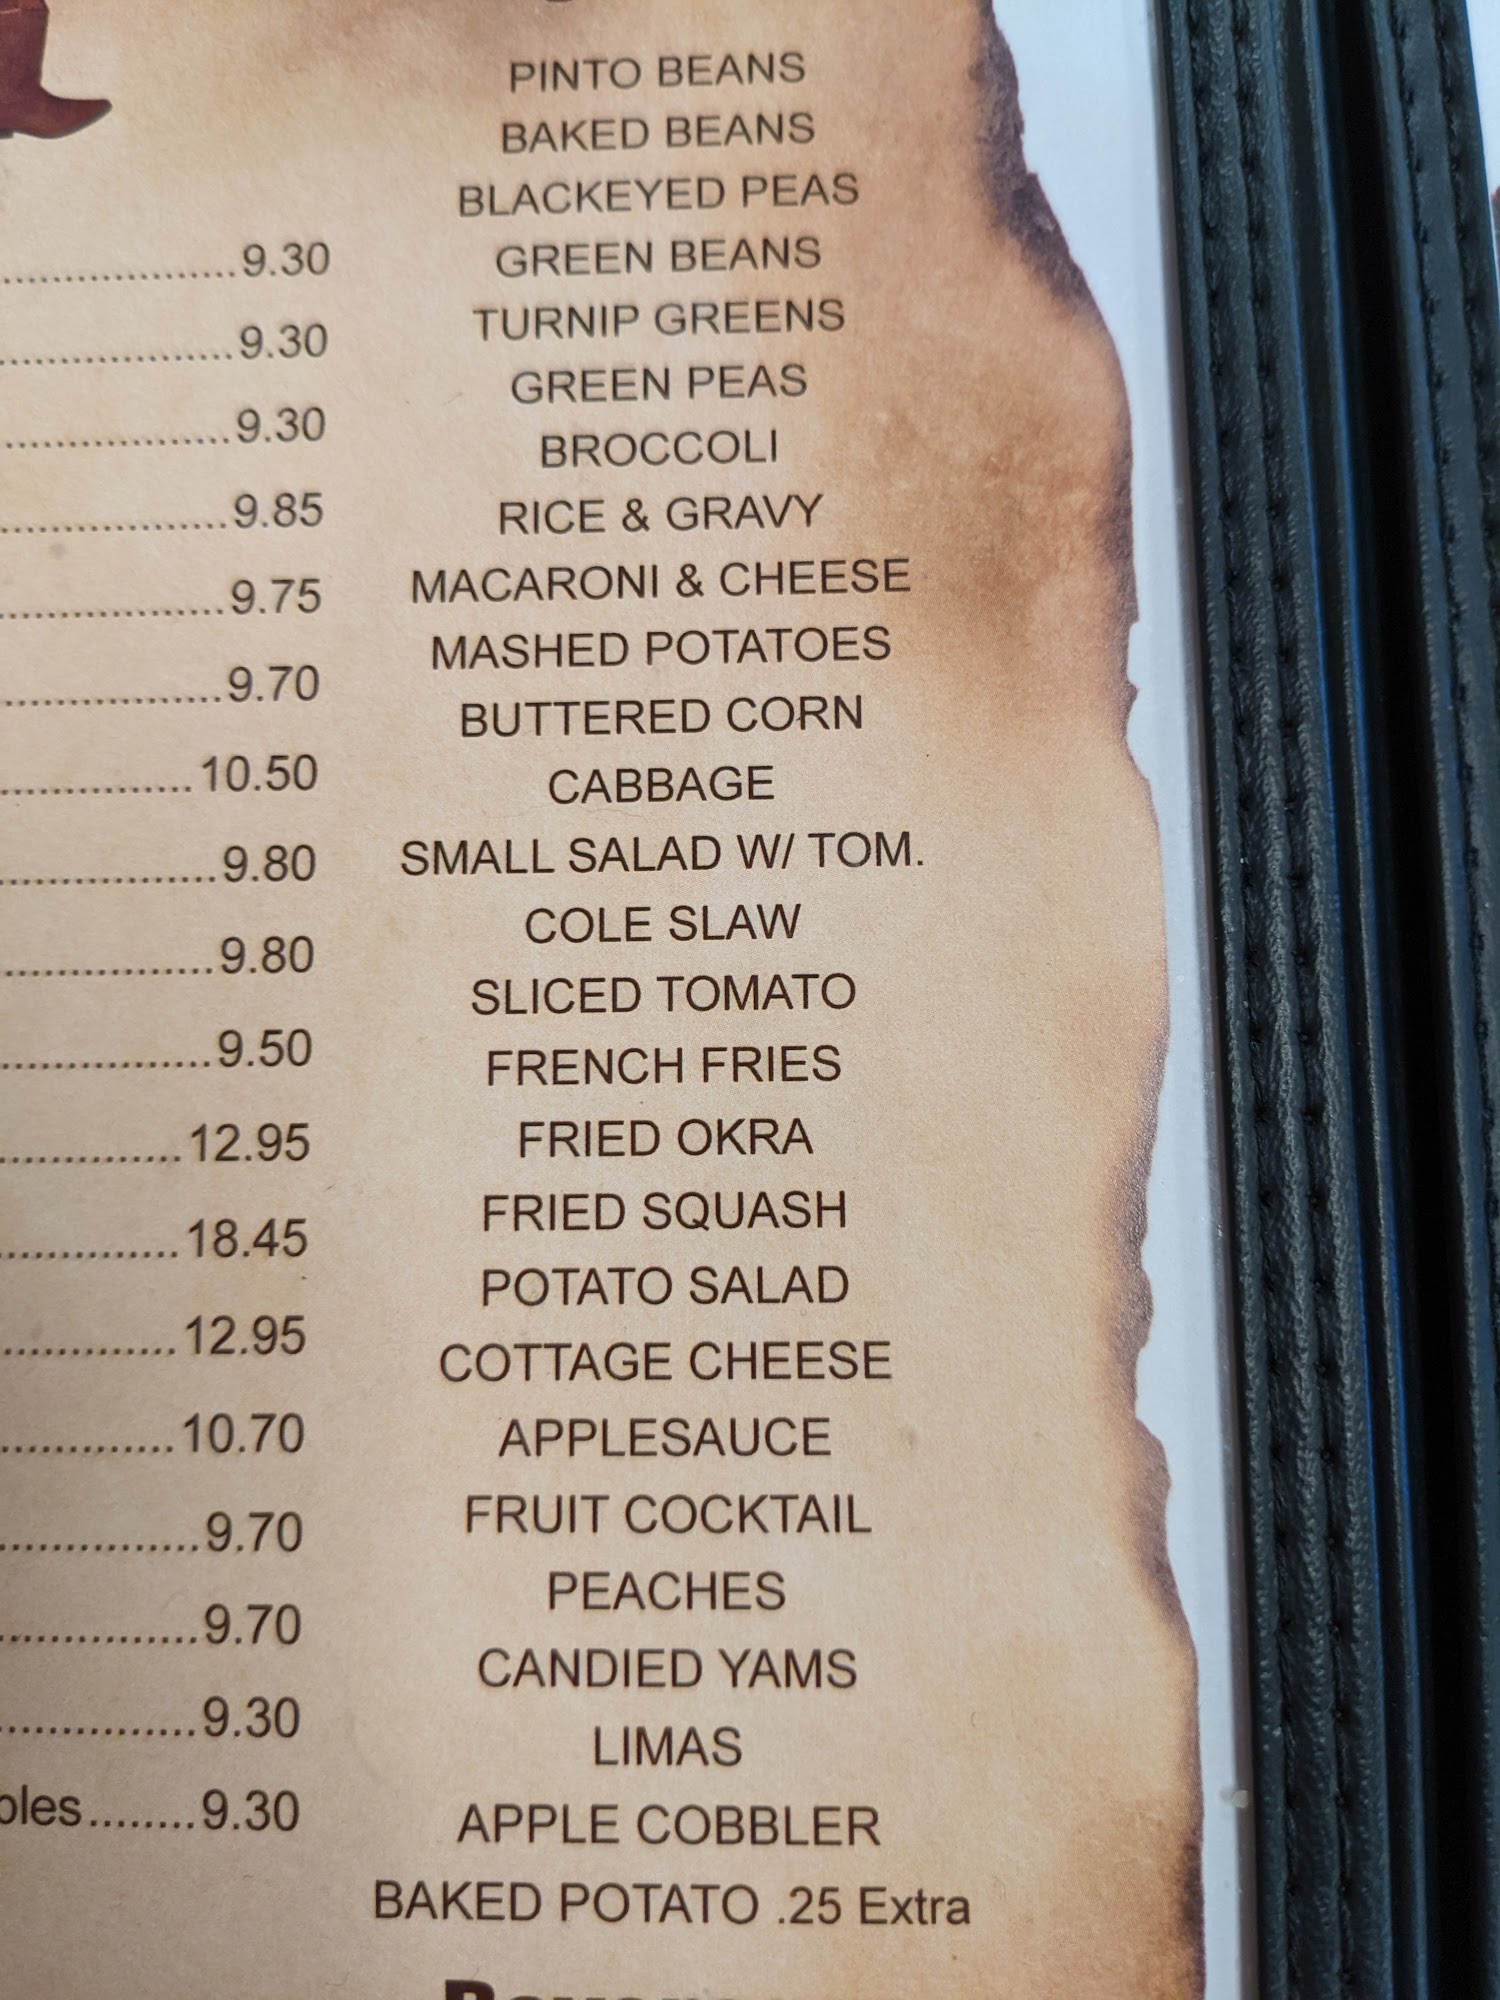 PINTO BEANS
BAKED BEANS
BLACKEYED PEAS
GREEN BEANS
TURNIP GREENS
GREEN PEAS
BROCCOLI
RICE & GRAVY
MACARONI & CHEESE
MASHED POTATOES
BUTTERED CORN
CABBAGE
SMALL SALAD W/ TOM.
COLE SLAW
SLICED TOMATO
FRENCH FRIES
FRIED OKRA
FRIED SQUASH
POTATO SALAD
COTTAGE CHEESE
APPLESAUCE
FRUIT COCKTAIL
PEACHES
CANDIED YAMS
LIMAS
APPLE COBBLER
BAKED POTATO .25 Extra
..................9.30
..................9.30
..................9.30
..................9.85
..................9.75
..................9.70
............... 10.50
..................9.80
..................9.80
..................9.50
...............12.95
...............18.45
...............12.95
...............10.70
.................9.70
.................9.70
.................9.30
........9.30